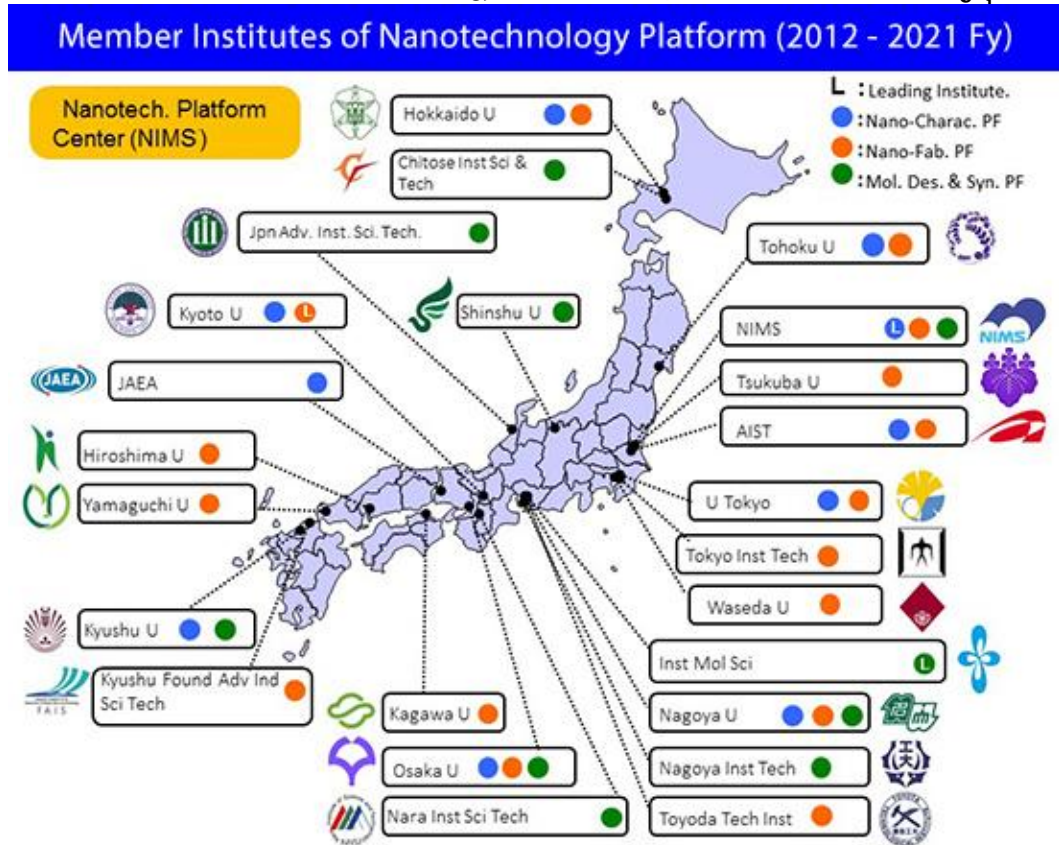 Member Institutes of Nanotechnology Platform (2012 - 2021 Fy)
Nanotech. Platform
Center (NIMS)
L : Leading Institute.
: Nano-Charac. PF
: Nano-Fab. PF
: Mol. Des. & Syn. PF
Hokkaido U
Chitose Inst Sci &
Tech
Jpn Adv. Inst. Sci. Tech.
Tohoku U
Kyoto U L
Shinshu U
NIMS L
NIMS
JAEA
JAEA
Tsukuba U
AIST
Hiroshima U
Yamaguchi U
U Tokyo
Tokyo Inst Tech
Waseda U
Kyushu U
Inst Mol Sci L
Kyushu Found Adv Ind
Sci Tech
FAIS
Kagawa U
Nagoya U
Osaka U
Nagoya Inst Tech
Nara Inst Sci Tech
Toyoda Tech Inst